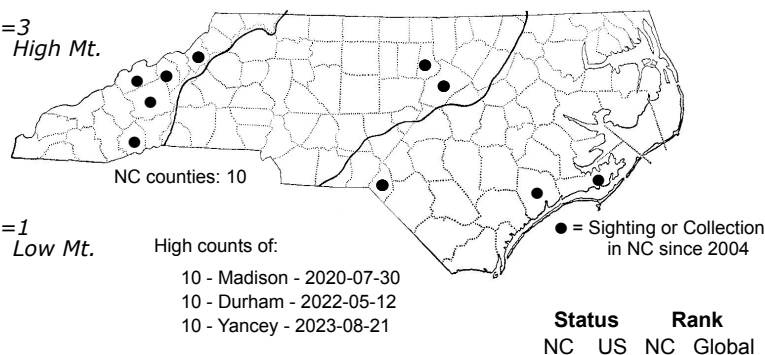 =3
High Mt.
NC counties: 10
=1
Low Mt.
High counts of:
10 - Madison - 2020-07-30
10 - Durham - 2022-05-12
10 - Yancey - 2023-08-21
● = Sighting or Collection
in NC since 2004
Status Rank
NC US NC Global